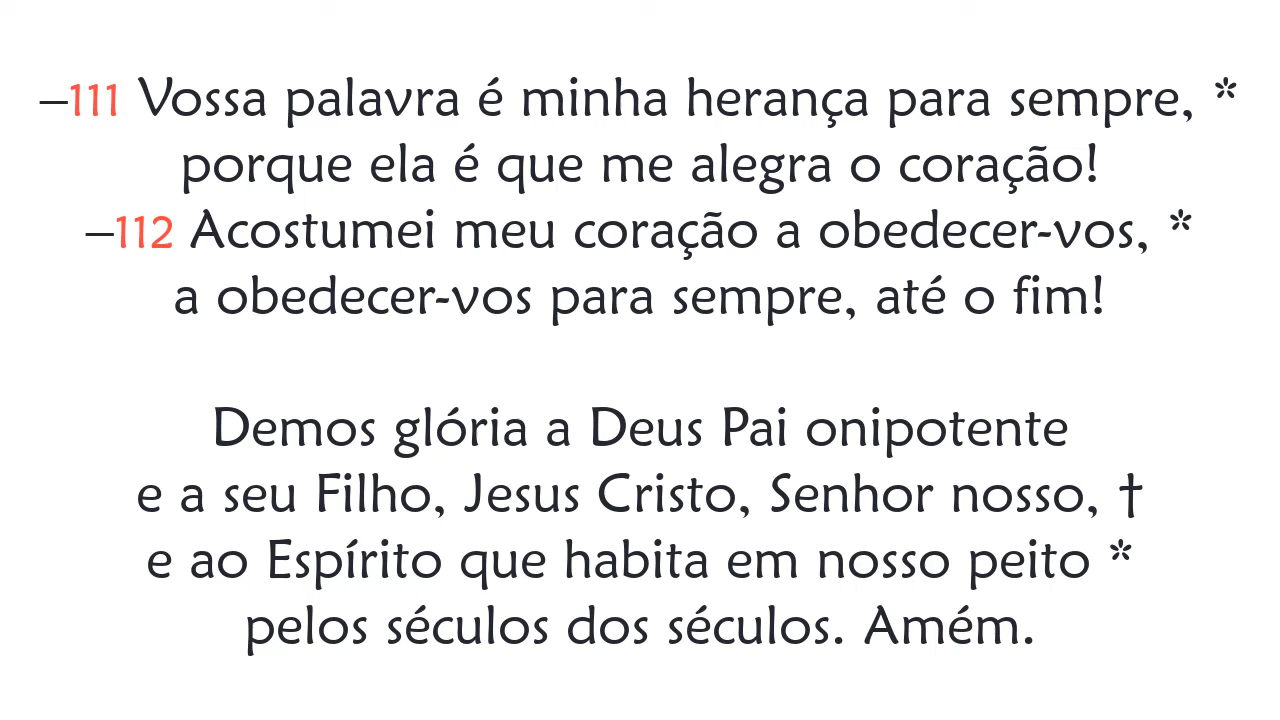 –111 Vossa palavra é minha herança para sempre, *
porque ela é que me alegra o coração!
–112 Acostumei meu coração a obedecer-vos, *
a obedecer-vos para sempre, até o fim!
Demos glória a Deus Pai onipotente
e a seu Filho, Jesus Cristo, Senhor nosso, †
e ao Espírito que habita em nosso peito *
pelos séculos dos séculos. Amém.